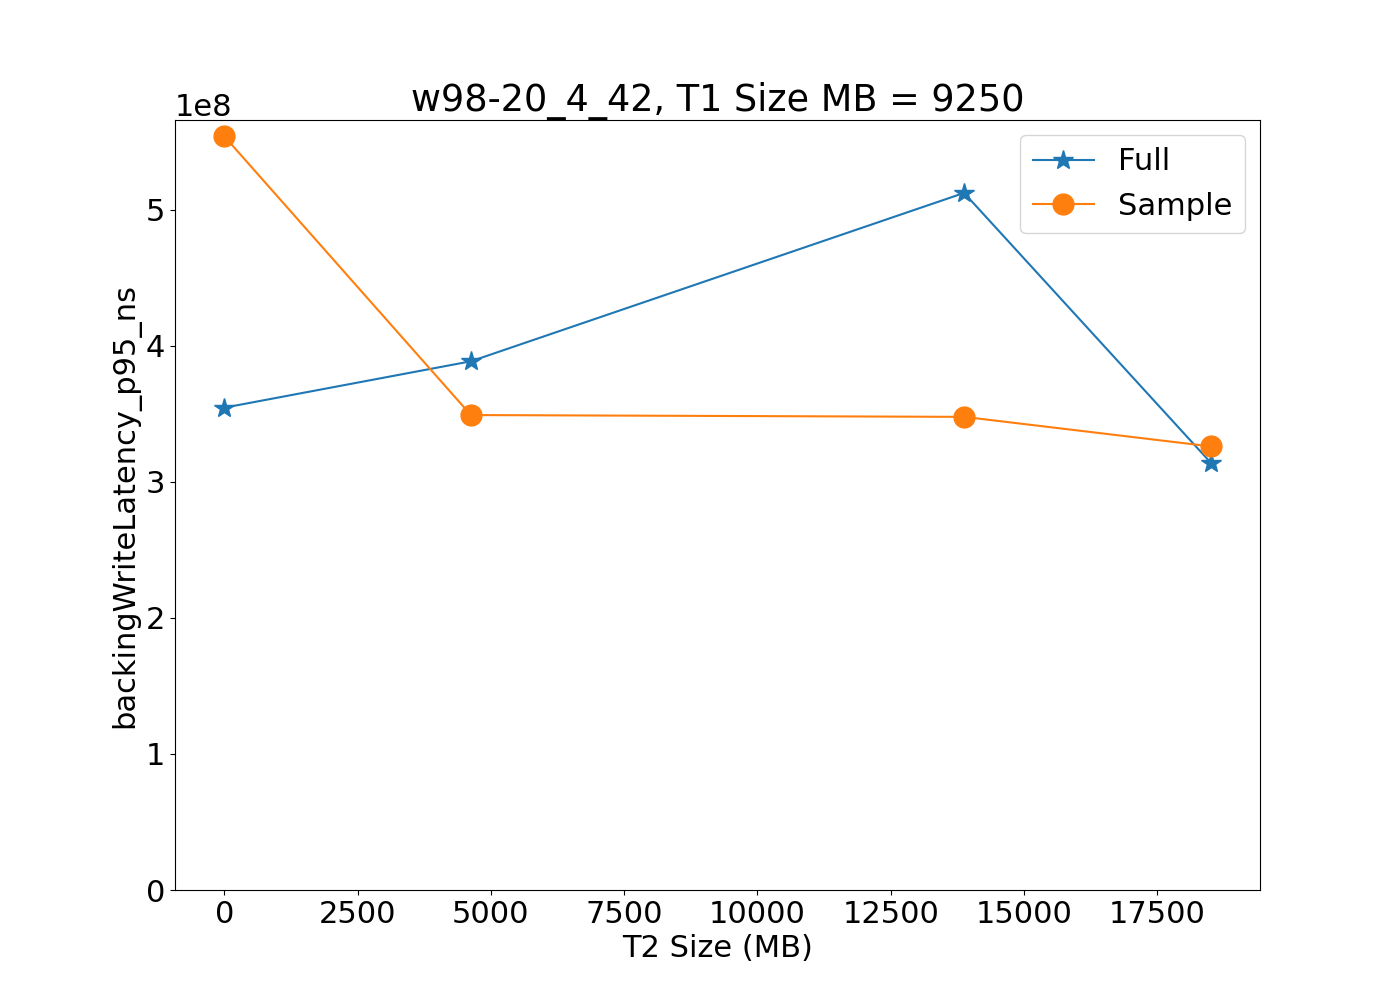 w98-20_4_42, T1 Size MB = 9250
1e8
Full
Sample
5
4
3
2
1
0
backingWriteLatency_p95_ns
0 2500 5000 7500 10000 12500 15000 17500
T2 Size (MB)